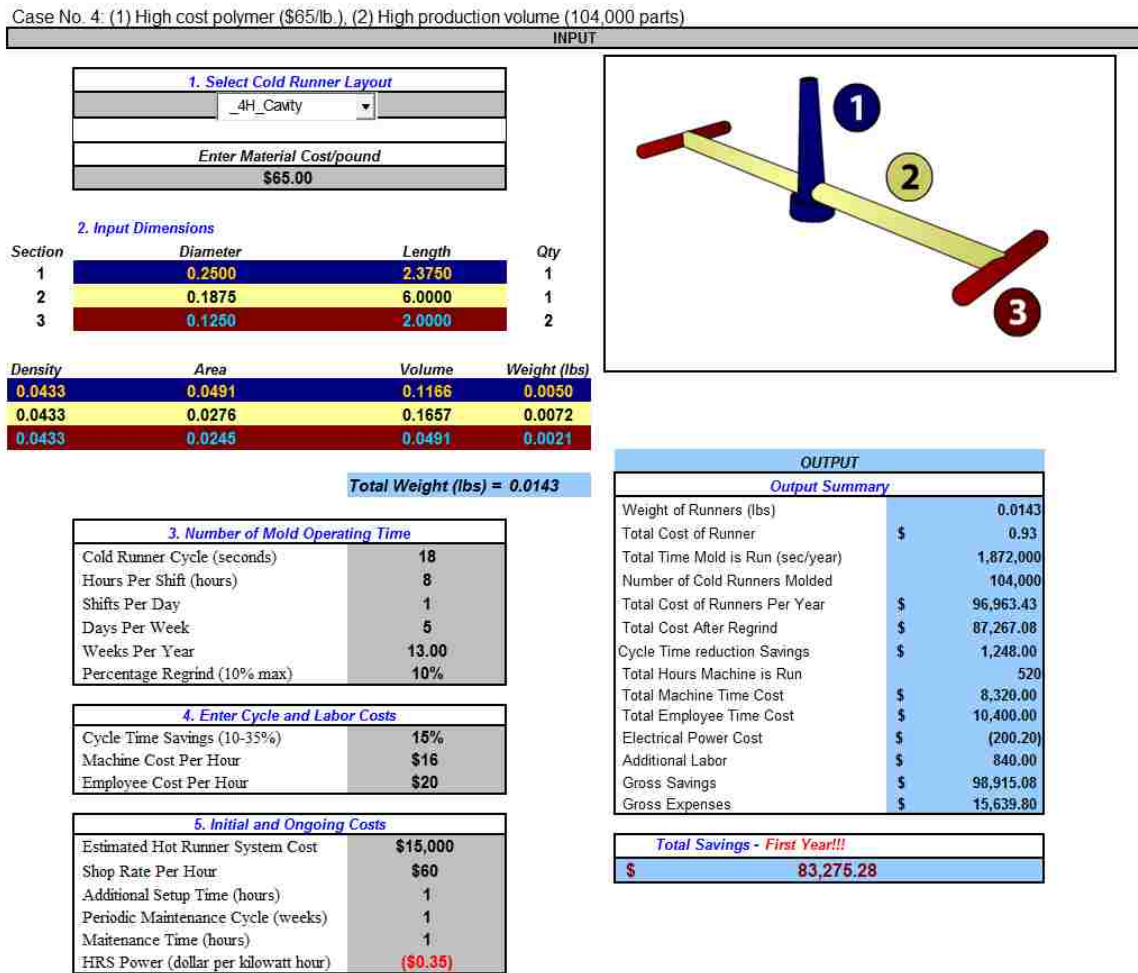 Case No. 4: (1) High cost polymer ($65/lb.), (2) High production volume (104,000 parts)
INPUT
1. Select Cold Runner Layout
_4H_Cavity
Enter Material Cost/pound
$65.00
2. Input Dimensions
Section Diameter Length Qty
1 0.2500 2.3750 1
2 0.1875 6.0000 1
3 0.1250 2.0000 2
1
2
3
Density Area Volume Weight (lbs)
0.0433 0.0491 0.1166 0.0050
0.0433 0.0276 0.1657 0.0072
0.0433 0.0245 0.0491 0.0021
Total Weight (lbs) = 0.0143
3. Number of Mold Operating Time
Cold Runner Cycle (seconds) 18
Hours Per Shift (hours) 8
Shifts Per Day 1
Days Per Week 5
Weeks Per Year 13.00
Percentage Regrind (10% max) 10%
4. Enter Cycle and Labor Costs
Cycle Time Savings (10-35%) 15%
Machine Cost Per Hour $16
Employee Cost Per Hour $20
5. Initial and Ongoing Costs
Estimated Hot Runner System Cost $15,000
Shop Rate Per Hour $60
Additional Setup Time (hours) 1
Periodic Maintenance Cycle (weeks) 1
Maitenance Time (hours) 1
HRS Power (dollar per kilowatt hour) ($0.35)
OUTPUT
Output Summary
Weight of Runners (lbs) 0.0143
Total Cost of Runner $ 0.93
Total Time Mold is Run (sec/year) 1,872,000
Number of Cold Runners Molded 104,000
Total Cost of Runners Per Year $ 96,963.43
Total Cost After Regrind $ 87,267.08
Cycle Time reduction Savings $ 1,248.00
Total Hours Machine is Run 520
Total Machine Time Cost $ 8,320.00
Total Employee Time Cost $ 10,400.00
Electrical Power Cost $ (200.20)
Additional Labor $ 840.00
Gross Savings $ 98,915.08
Gross Expenses $ 15,639.80
Total Savings - First Year!!!
$ 83,275.28